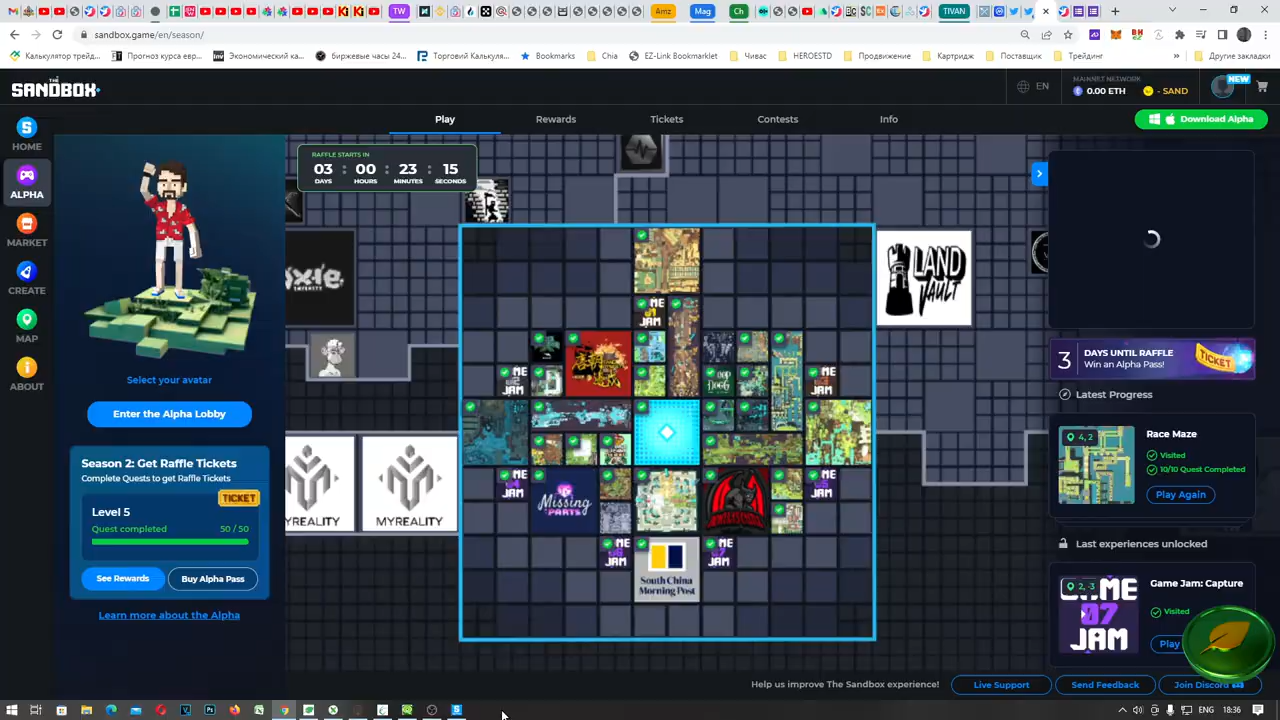 TW
Amz
Mag
Ch
TIVAN
sandbox.game/en/season/
Калькулятор трейд...
Прогноз курса евр...
Экономический ка...
биржевые часы 24...
Торговий Калькуля...
Bookmarks
Chia
EZ-Link Bookmarklet
Чивас
HEROESTD
Продвижение
Картридж
Поставщик
Трейдинг
Другие закладки
THE
SANDBOX
EN
MAINNET NETWORK
0.00 ETH
- SAND
NEW
Play
Rewards
Tickets
Contests
Info
Download Alpha
HOME
ALPHA
MARKET
CREATE
MAP
ABOUT
RAFFLE STARTS IN
03 : 00 : 23 : 15
DAYS HOURS MINUTES SECONDS
LAND
VAULT
Select your avatar
Enter the Alpha Lobby
Season 2: Get Raffle Tickets
Complete Quests to get Raffle Tickets
TICKET
Level 5
Quest completed 50 / 50
See Rewards
Buy Alpha Pass
Learn more about the Alpha
YREALITY
MYREALITY
Missing
PARTS
South China
Morning Post
3
DAYS UNTIL RAFFLE
Win an Alpha Pass!
TICKET
Latest Progress
4, 2
Race Maze
Visited
10/10 Quest Completed
Play Again
Last experiences unlocked
2, -3
Game Jam: Capture
Visited
Play
07
JAM
Help us improve The Sandbox experience!
Live Support
Send Feedback
Join Discord
ENG
18:36